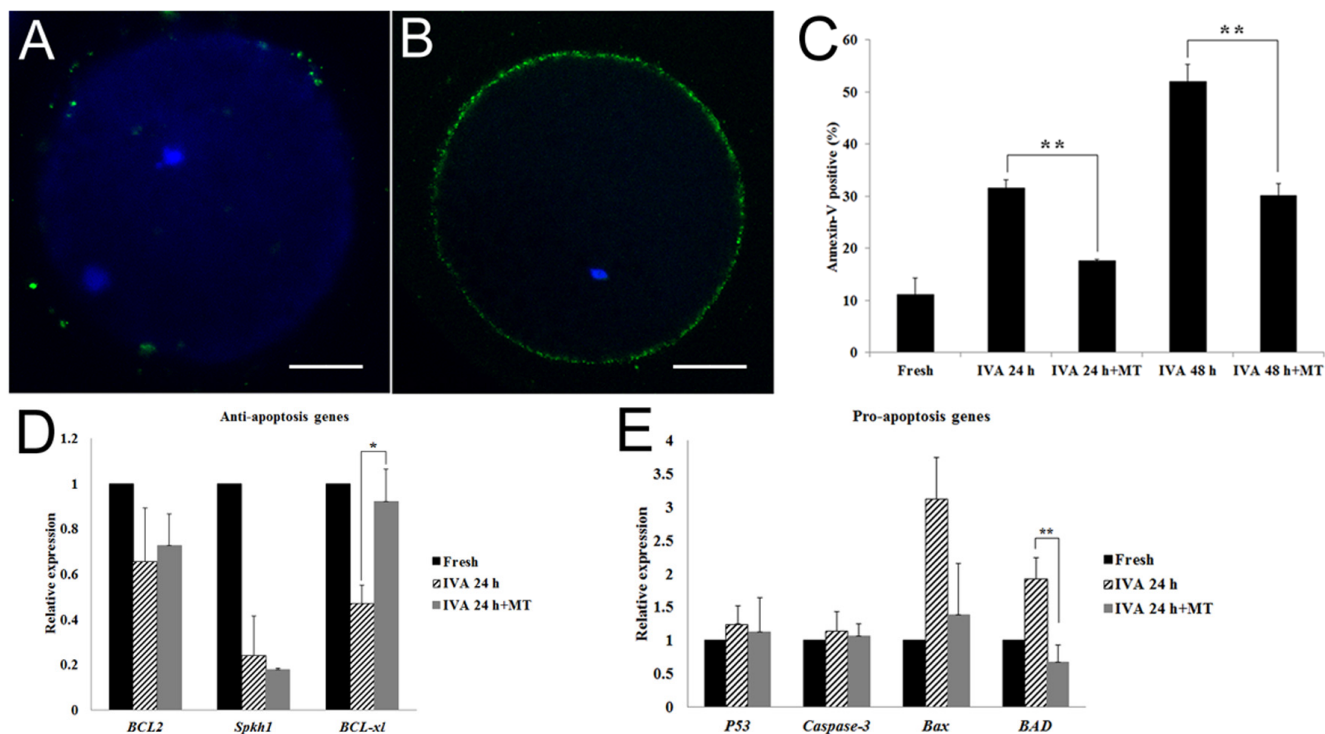 A
B
C
60
50
40
30
20
10
0
Annexin-V positive (%)
**
**
Fresh
IVA 24 h
IVA 24 h+MT
IVA 48 h
IVA 48 h+MT
D
Anti-apoptosis genes
1.2
1
0.8
0.6
0.4
0.2
0
Relative expression
*
BCL2
Spkh1
BCL-xl
Fresh
IVA 24 h
IVA 24 h+MT
E
Pro-apoptosis genes
4
3.5
3
2.5
2
1.5
1
0.5
0
Relative expression
**
P53
Caspase-3
Bax
BAD
Fresh
IVA 24 h
IVA 24 h+MT